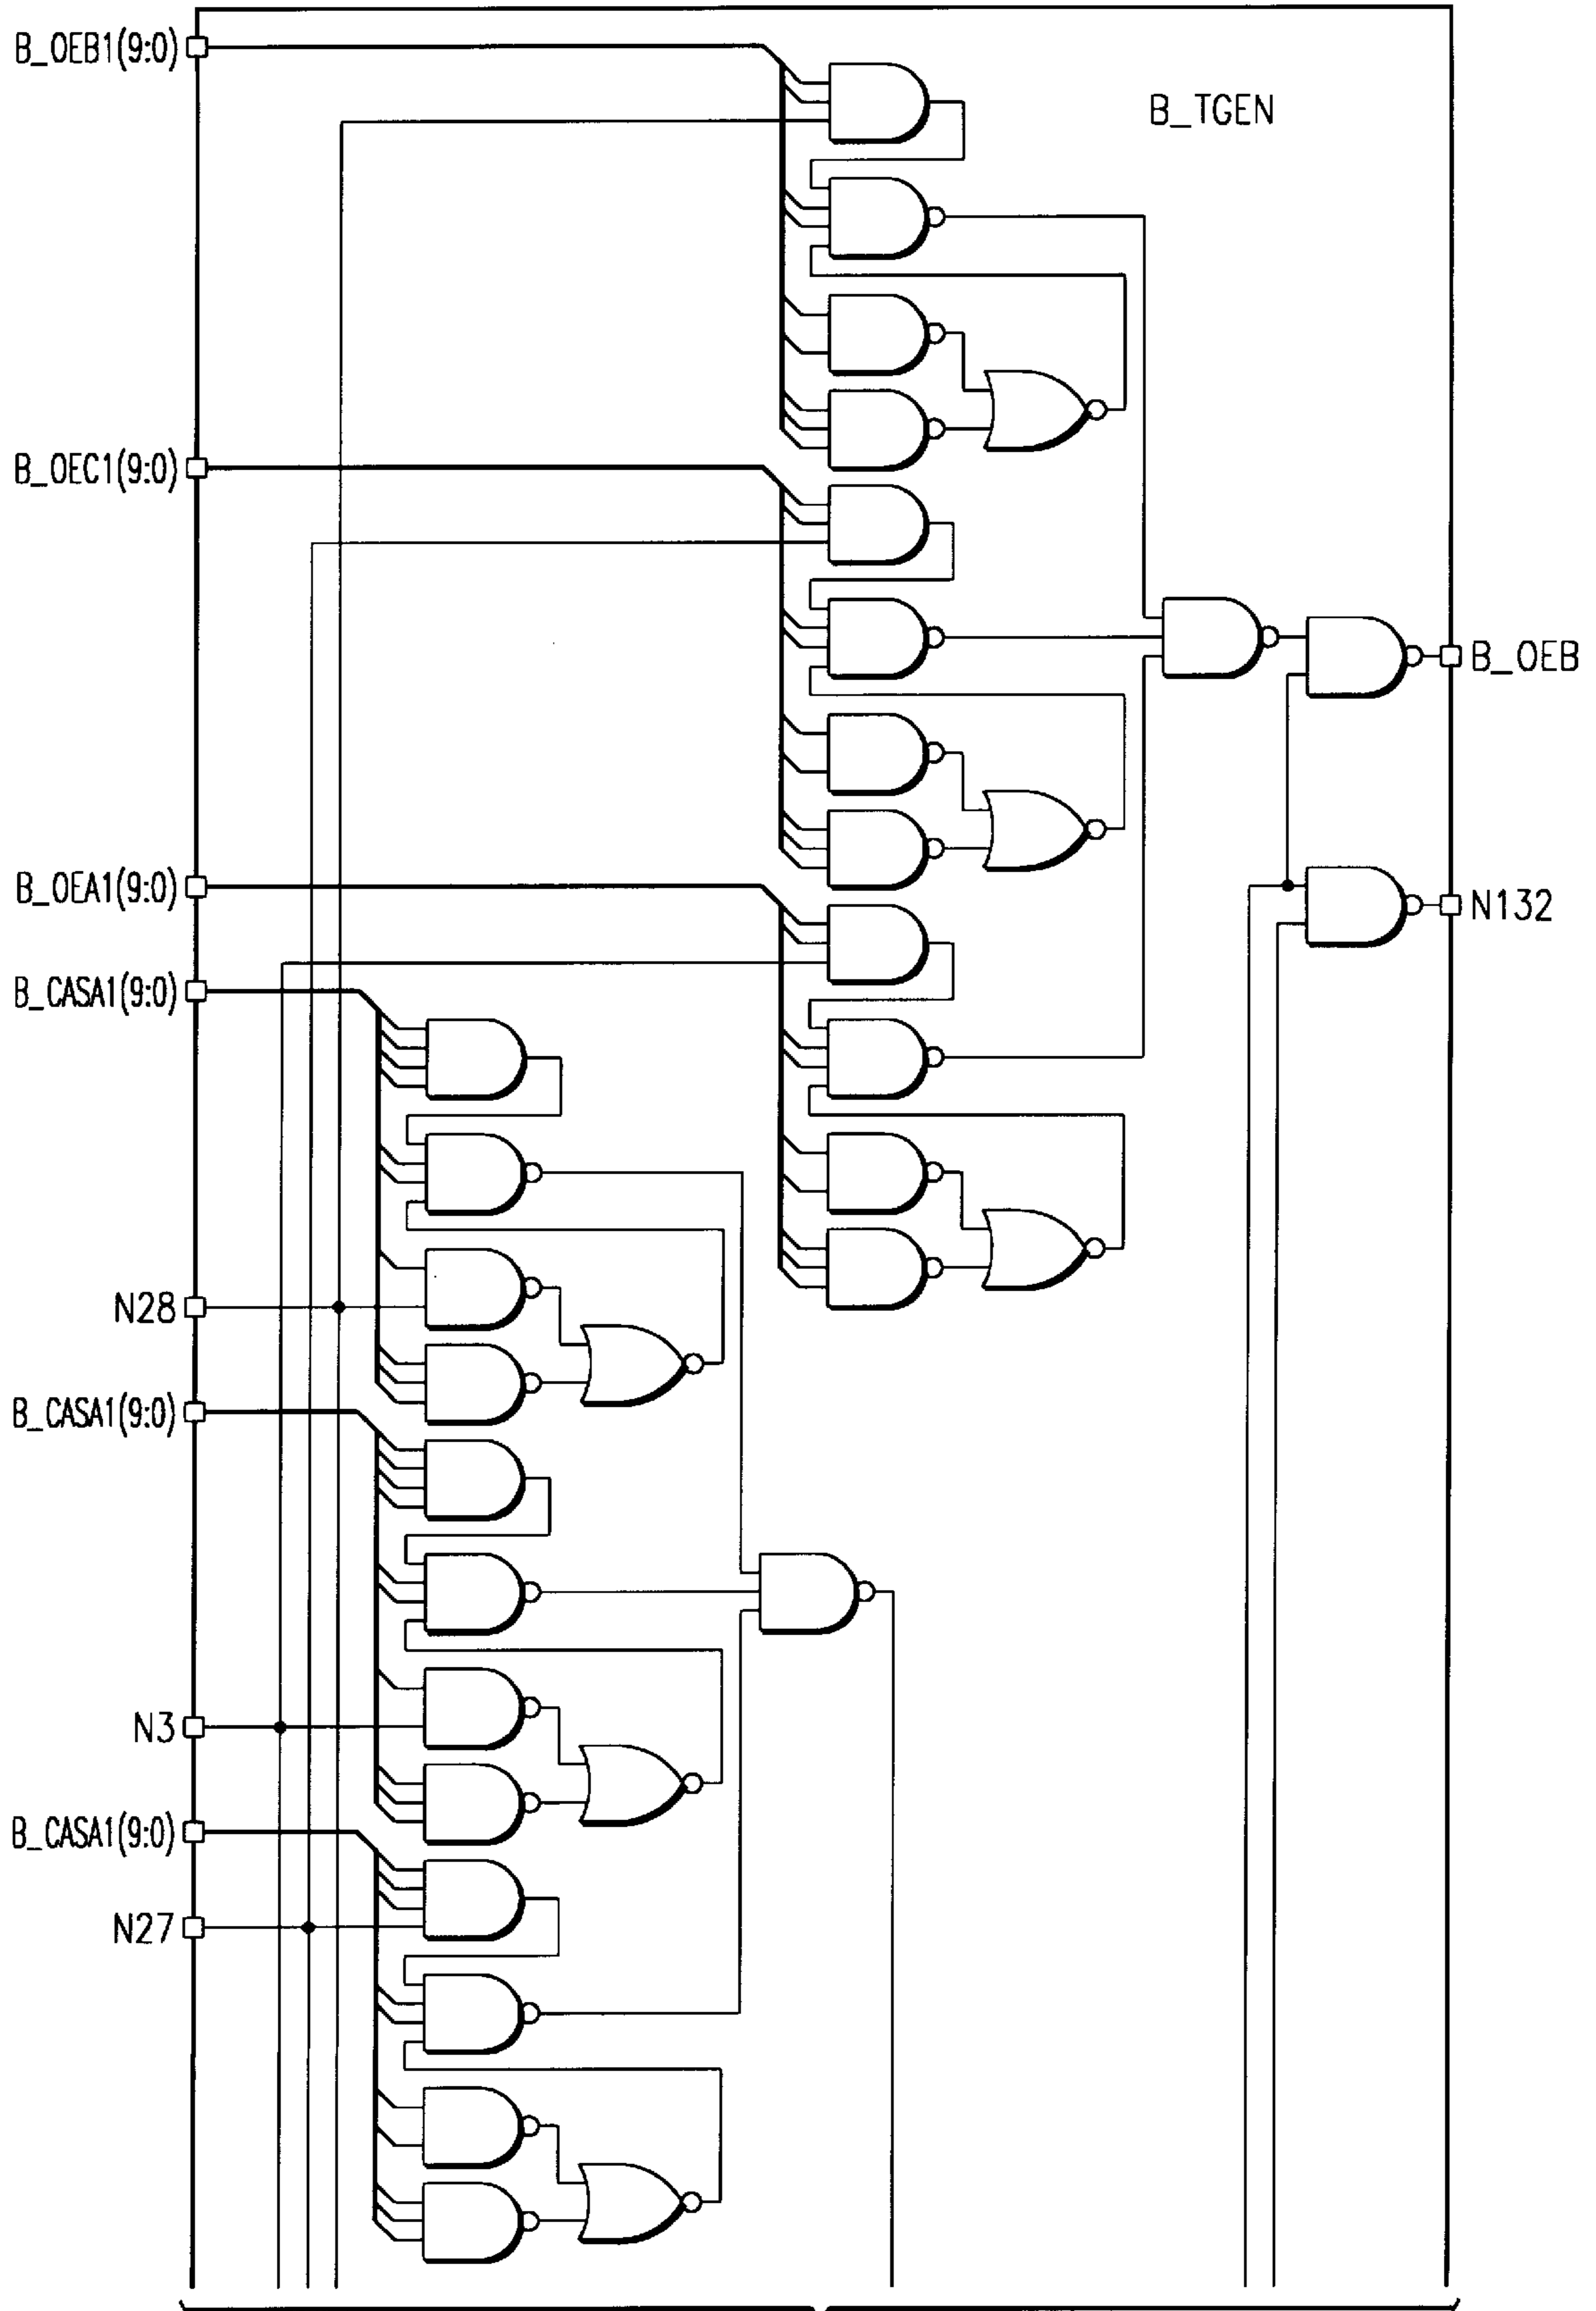 B_OEB1(9:0)
B_TGEN
B_OEC1(9:0)
B_OEB
B_OEA1(9:0)
N132
B_CASA1(9:0)
N28
B_CASA1(9:0)
N3
B_CASA1(9:0)
N27